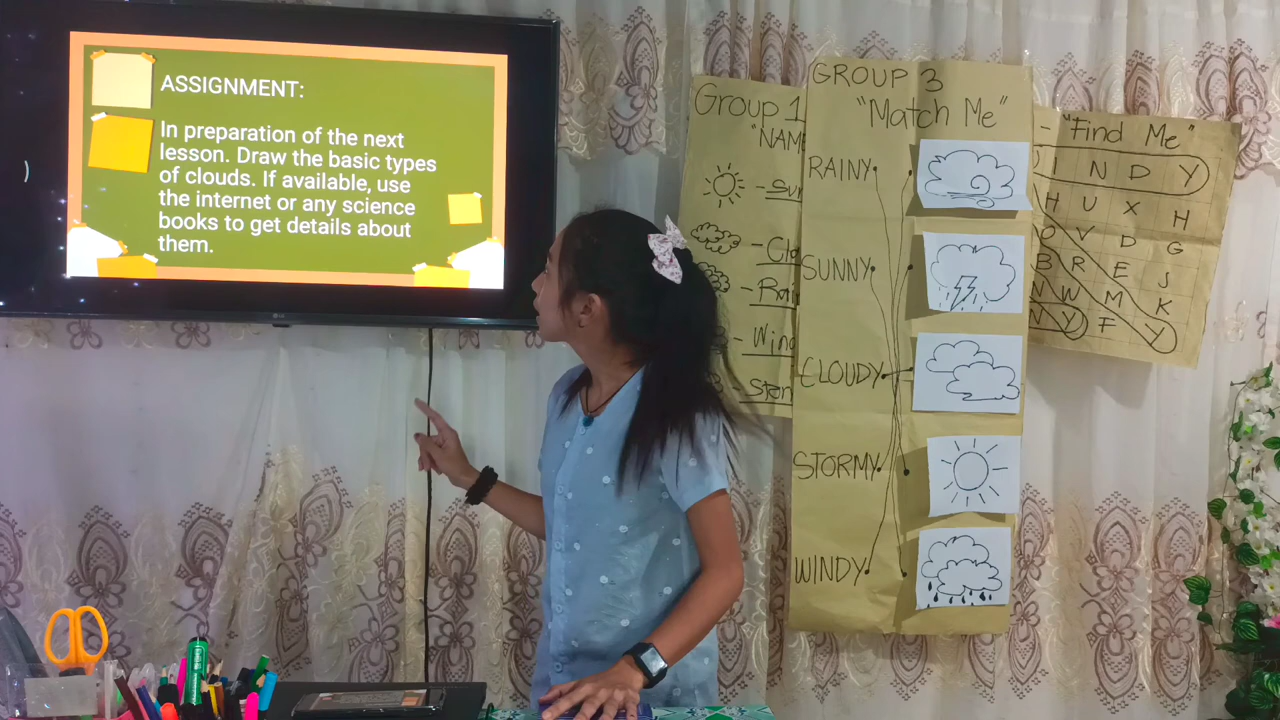 ASSIGNMENT:
In preparation of the next
lesson. Draw the basic types
of clouds. If available, use
the internet or any science
books to get details about
them.
LG
Group 1
GROUP 3
"Match Me"
RAINY
SUNNY
CLOUDY
STORMY
WINDY
"Find Me"
I N D Y
H U X H
O V D G
B R E J
N W M K
N Y F Y